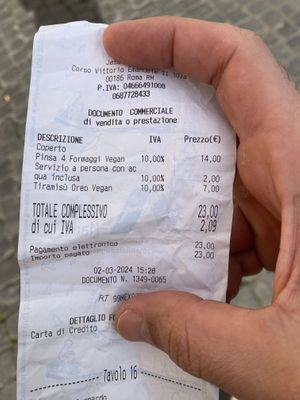 Corso Vittorio Emanuele II
00186 Roma RM
P.IVA: 04666491008
0687728433
DOCUMENTO COMMERCIALE
di vendita o prestazione
DESCRIZIONE IVA Prezzo(€)
Coperto
Pinsa 4 Formaggi Vegan 10,00% 14,00
Servizio a persona con ac
qua inclusa 10,00% 2,00
Tiramisù Oreo Vegan 10,00% 7,00
TOTALE COMPLESSIVO 23,00
di cui IVA 2,09
Pagamento elettronico 23,00
Importo pagato 23,00
02-03-2024 15:28
DOCUMENTO N. 1349-0065
RT
DETTAGLIO
Carta di Credito
Tavolo 16